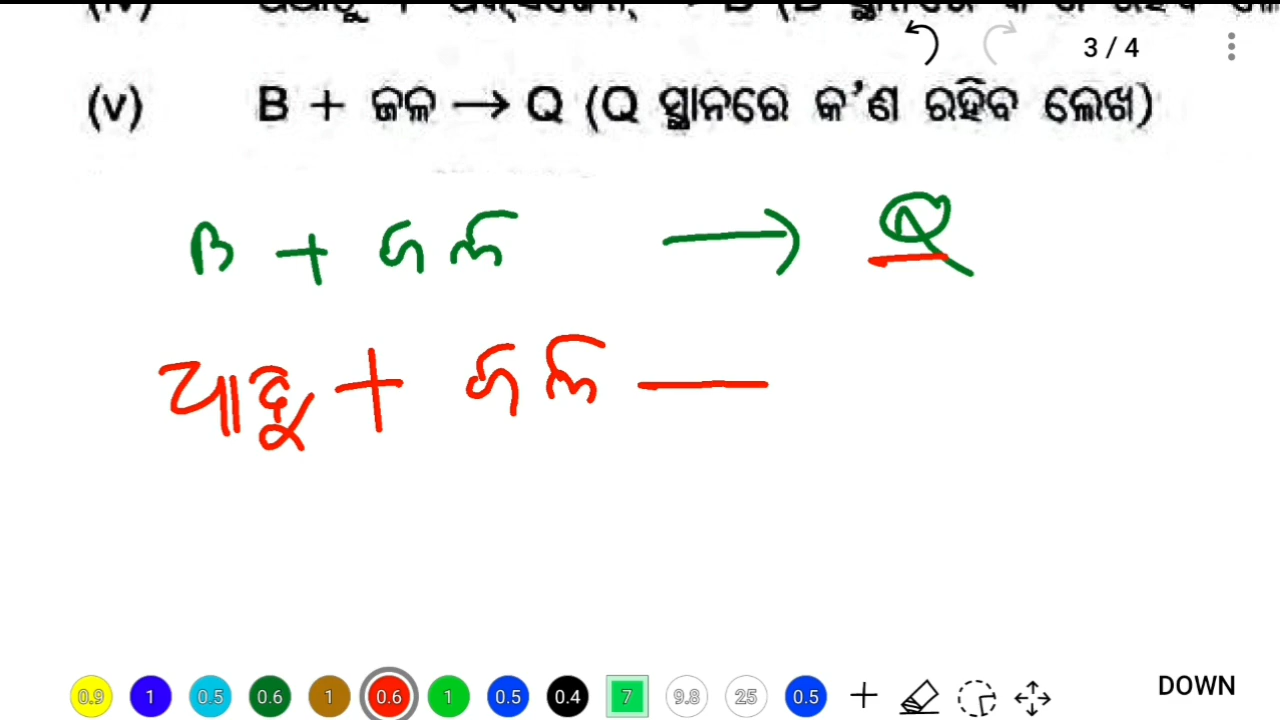 3 / 4
(v) B + ଜଳ → Q (Q ସ୍ଥାନରେ କ'ଣ ରହିବ ଲେଖ)
B + ଜଳ → Q
+ ଜଳ —
0.9 1 0.5 0.6 1 0.6 1 0.5 0.4 7 9.8 25 0.5 DOWN